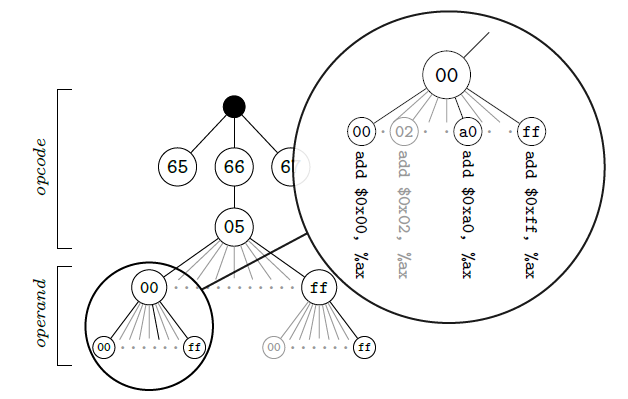 opcode
operand
65
66
67
05
00
ff
00
ff
00
ff
00
00
02
a0
ff
add $0x00, %ax
add $0x02, %ax
add $0xa0, %ax
add $0xff, %ax